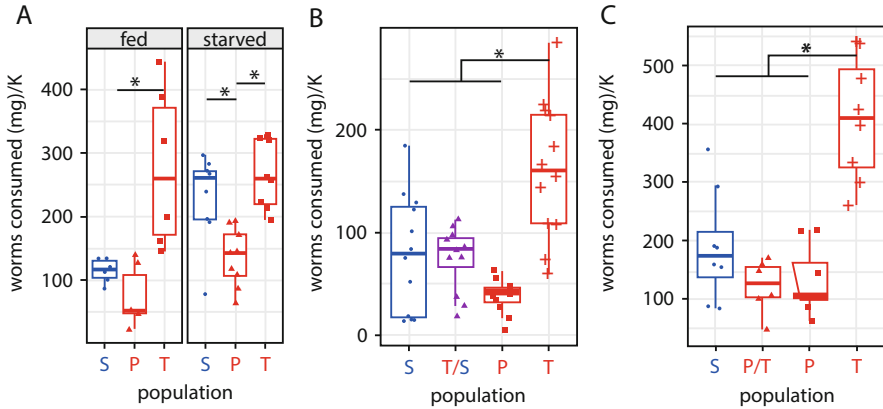 A
fed
starved
worms consumed (mg)/K
400
300
200
100
*
*
*
S
P
T
S
P
T
population
B
worms consumed (mg)/K
200
100
0
*
S
T/S
P
T
population
C
worms consumed (mg)/K
500
400
300
200
100
*
S
P/T
P
T
population